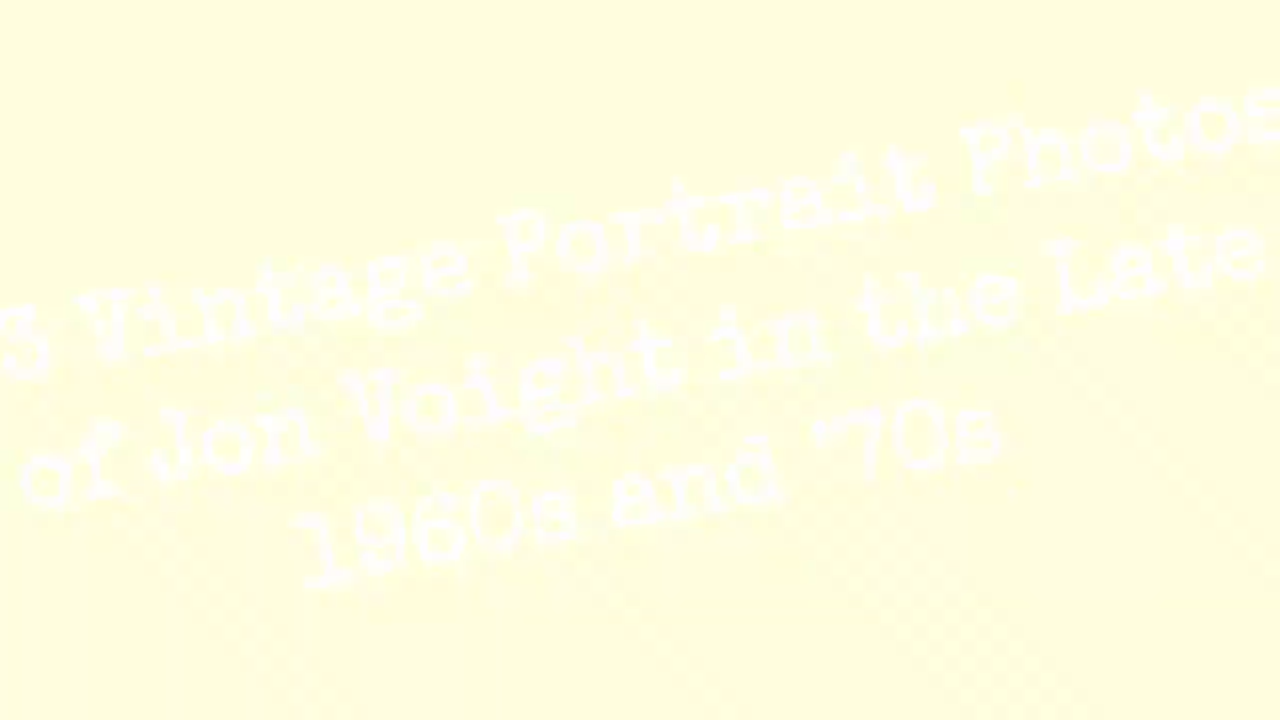 3 Vintage Portrait Photos
of Jon Voight in the Late
1960s and '70s